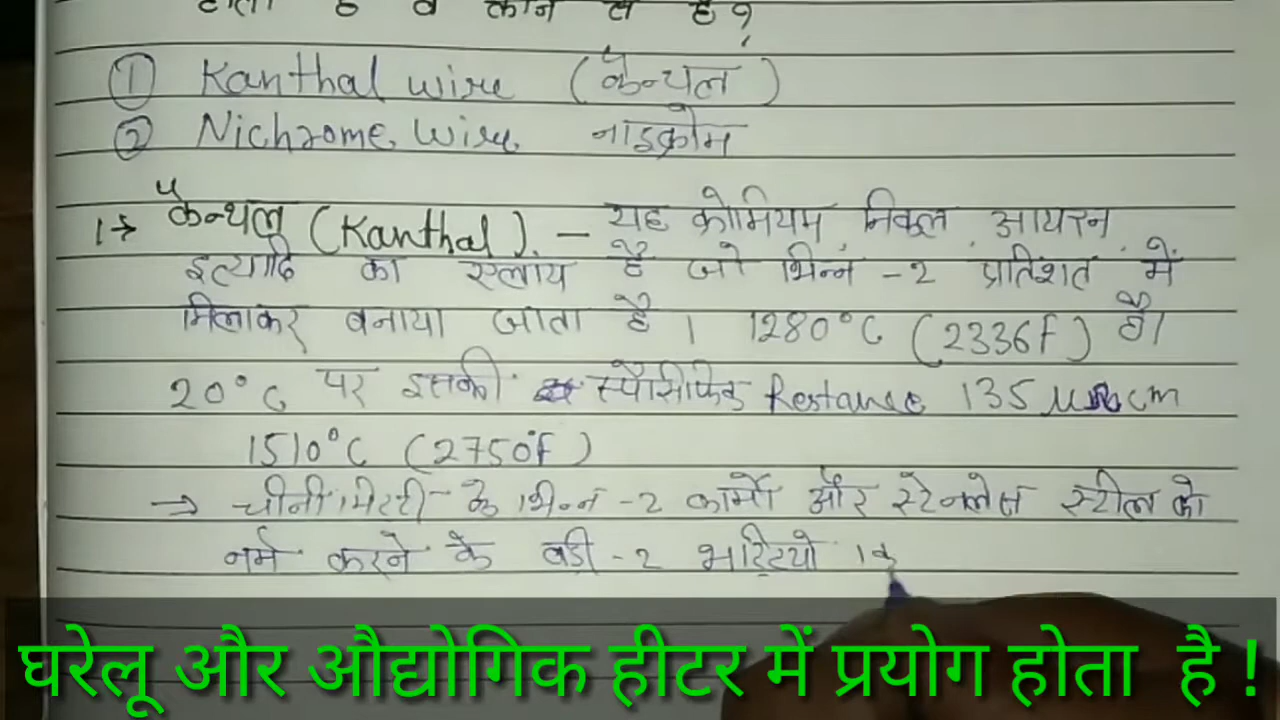 होता है व कौन से है?
① Kanthal wire (कैन्थल)
② Nichrome wire नाइक्रोम
1→ कैन्थल (Kanthal). – यह क्रोमियम निकल आयरन
इत्यादि का एलॉय है जो भिन्न-2 प्रतिशत में
मिलाकर बनाया जाता है। 1280°C (2336F) है।
20°C पर इसकी स्पैसीफिक Restanse 135 μ cm
1510°C (2750°F)
→ चीनी मिट्टी के भिन्न-2 कामों और स्टेनलेस स्टील को
नर्म करने के बड़ी-2 भट्टियों
घरेलू और औद्योगिक हीटर में प्रयोग होता है !